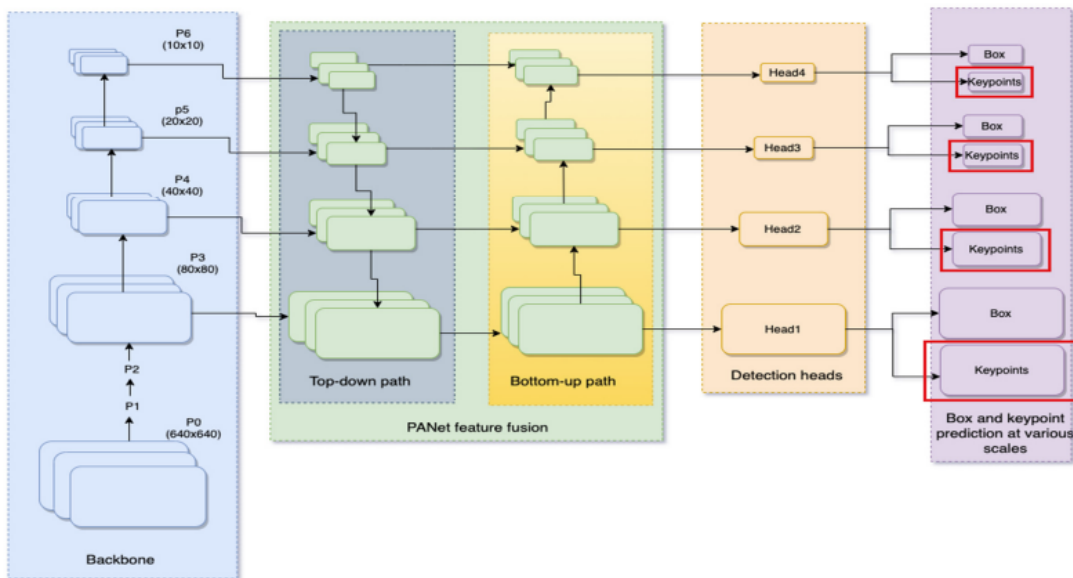 P6
(10x10)
p5
(20x20)
P4
(40x40)
P3
(80x80)
P2
P1
P0
(640x640)
Backbone
Top-down path
Bottom-up path
PANet feature fusion
Head4
Head3
Head2
Head1
Detection heads
Box
Keypoints
Box
Keypoints
Box
Keypoints
Box
Keypoints
Box and keypoint
prediction at various
scales